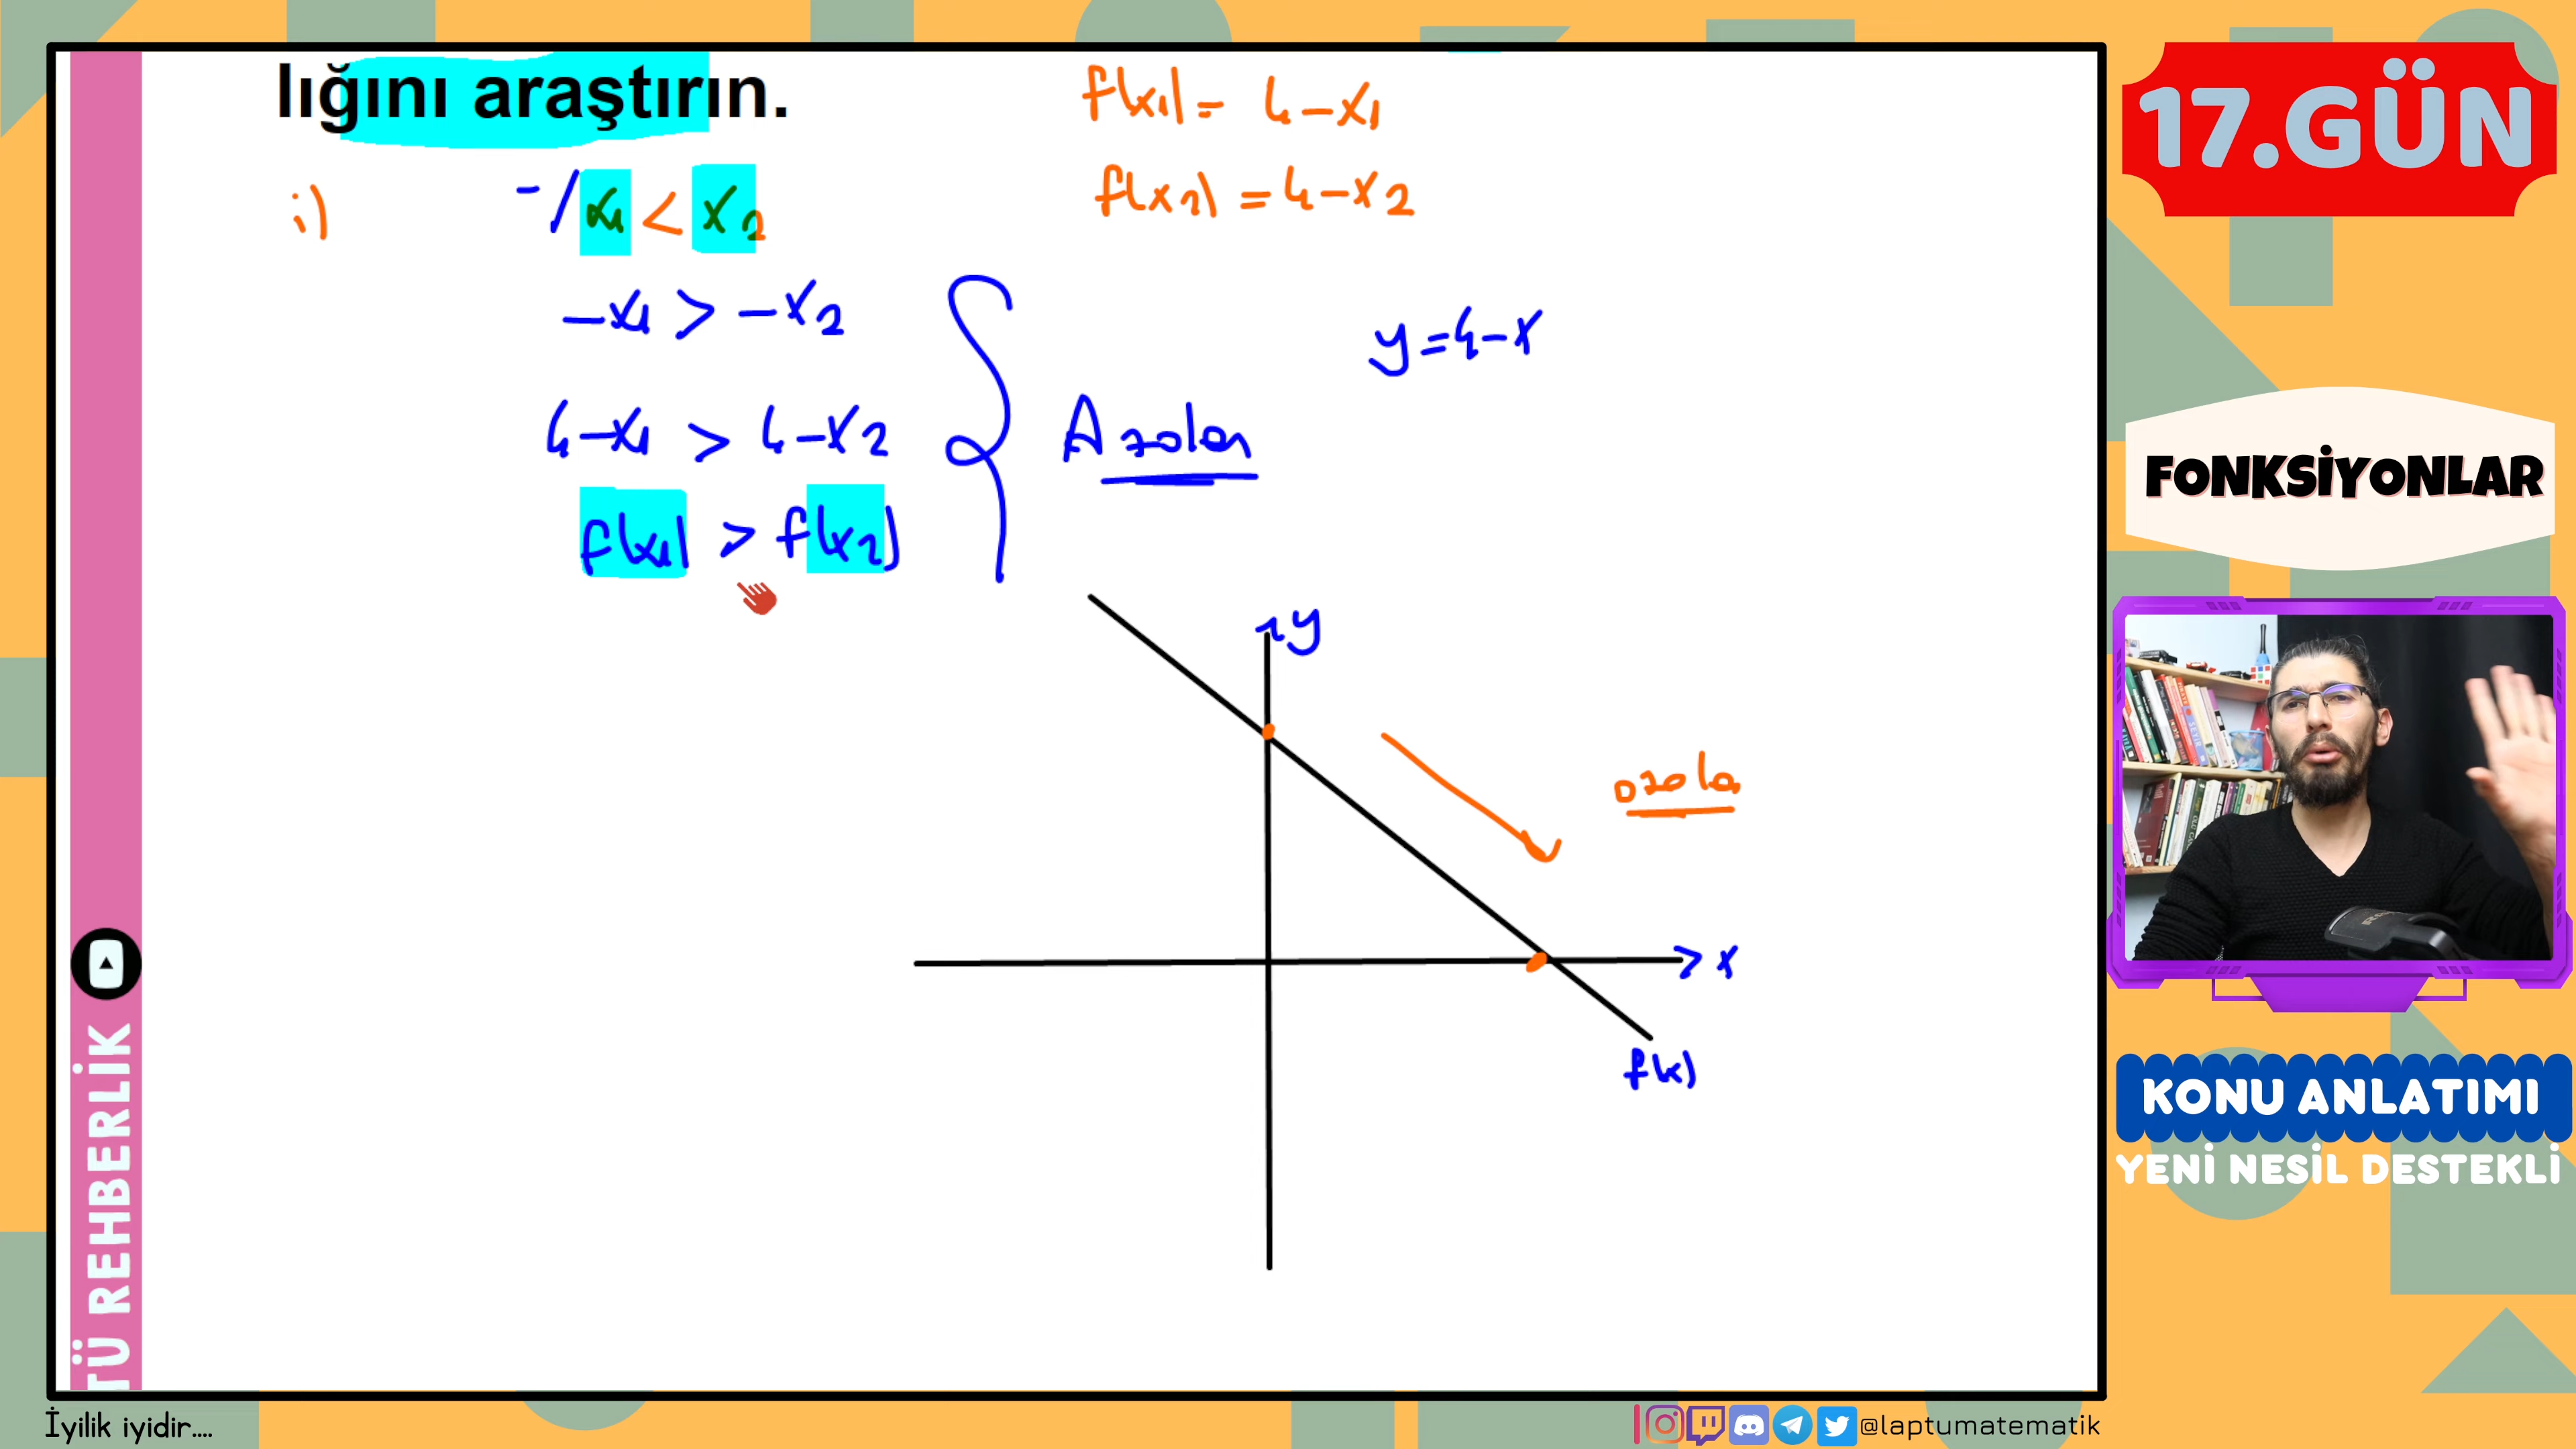 lığını araştırın.
f(x1) = 4-x1
f(x2) = 4-x2
i) -/ x1 < x2
-x1 > -x2
y=4-x
4-x1 > 4-x2
Azalan
f(x1) > f(x2)
y
azalan
x
f(x)
TÜ REHBERLİK
17.GÜN
FONKSİYONLAR
KONU ANLATIMI
YENİ NESİL DESTEKLİ
İyilik iyidir....
@laptumatematik